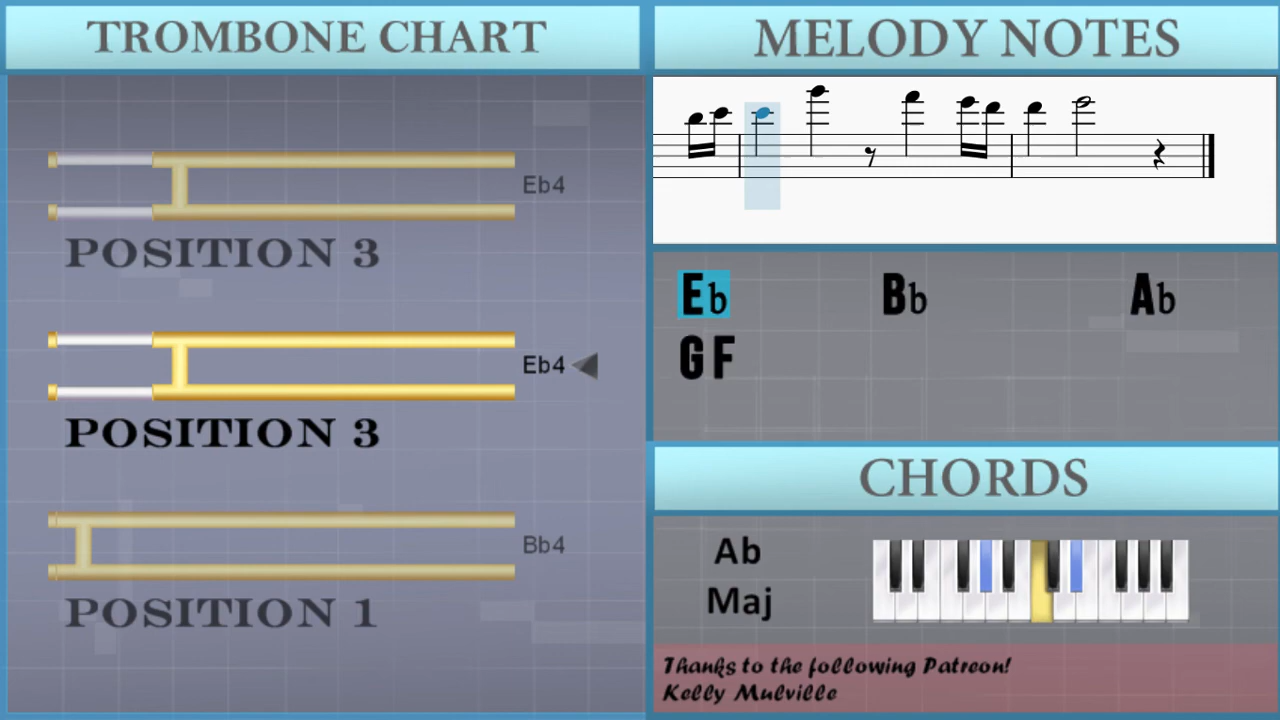 TROMBONE CHART
Eb4
POSITION 3
Eb4
POSITION 3
Bb4
POSITION 1
MELODY NOTES
Eb Bb Ab
G F
CHORDS
Ab
Maj
Thanks to the following Patreon!
Kelly Mulville